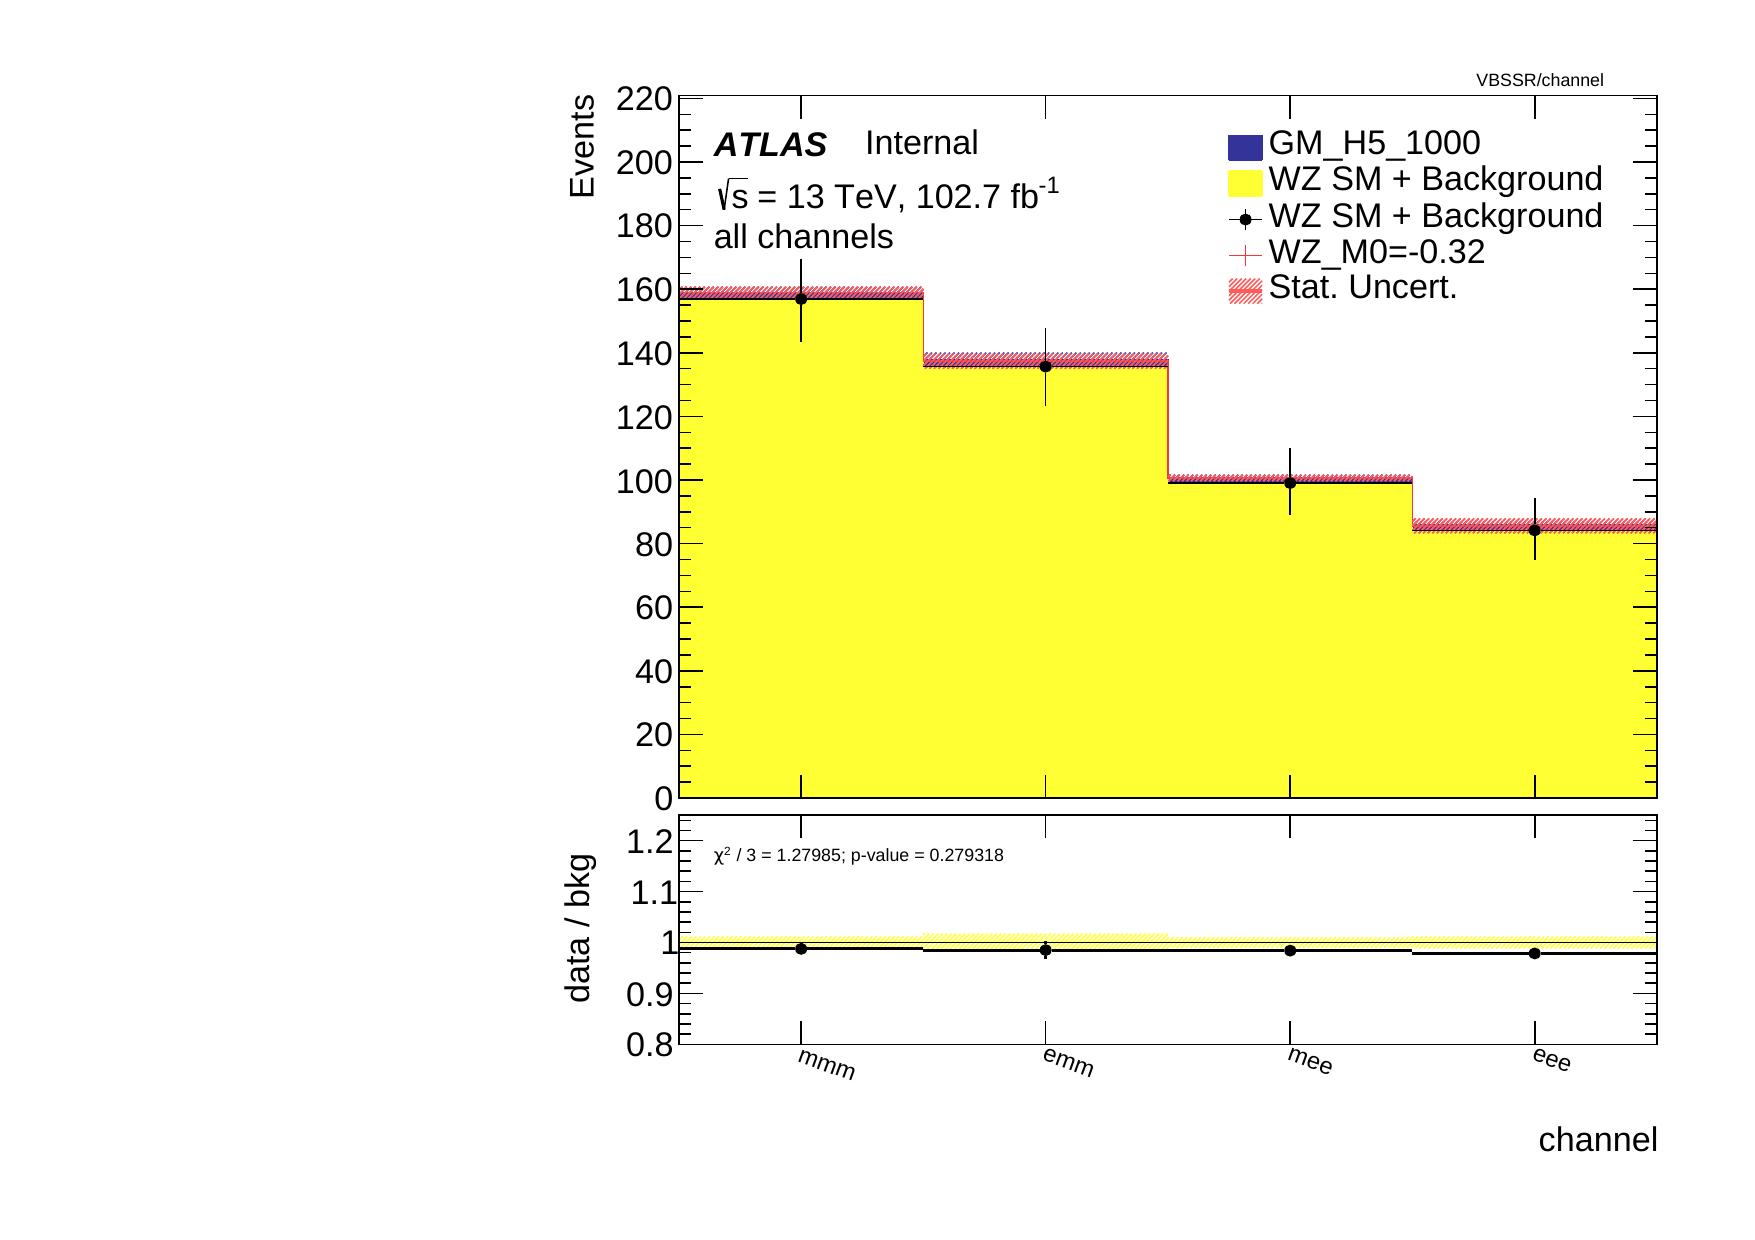 VBSSR/channel
Events
220
200
180
160
140
120
100
80
60
40
20
0
ATLAS Internal
√s = 13 TeV, 102.7 fb-1
all channels
GM_H5_1000
WZ SM + Background
WZ SM + Background
WZ_M0=-0.32
Stat. Uncert.
data / bkg
1.2
1.1
1
0.9
0.8
χ2 / 3 = 1.27985; p-value = 0.279318
mmm
emm
mee
eee
channel